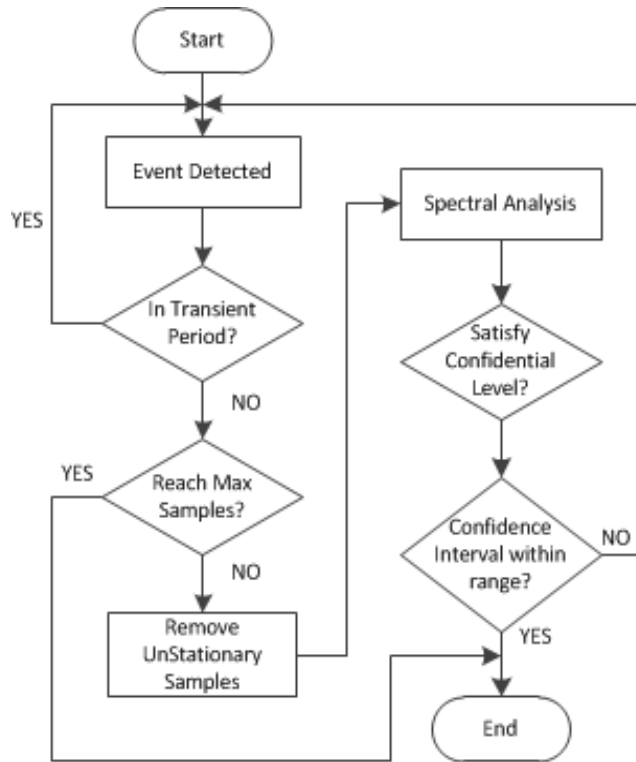 Start
Event Detected
YES
In Transient
Period?
NO
YES
Reach Max
Samples?
NO
Remove
UnStationary
Samples
Spectral Analysis
Satisfy
Confidential
Level?
Confidence
Interval within
range?
NO
YES
End